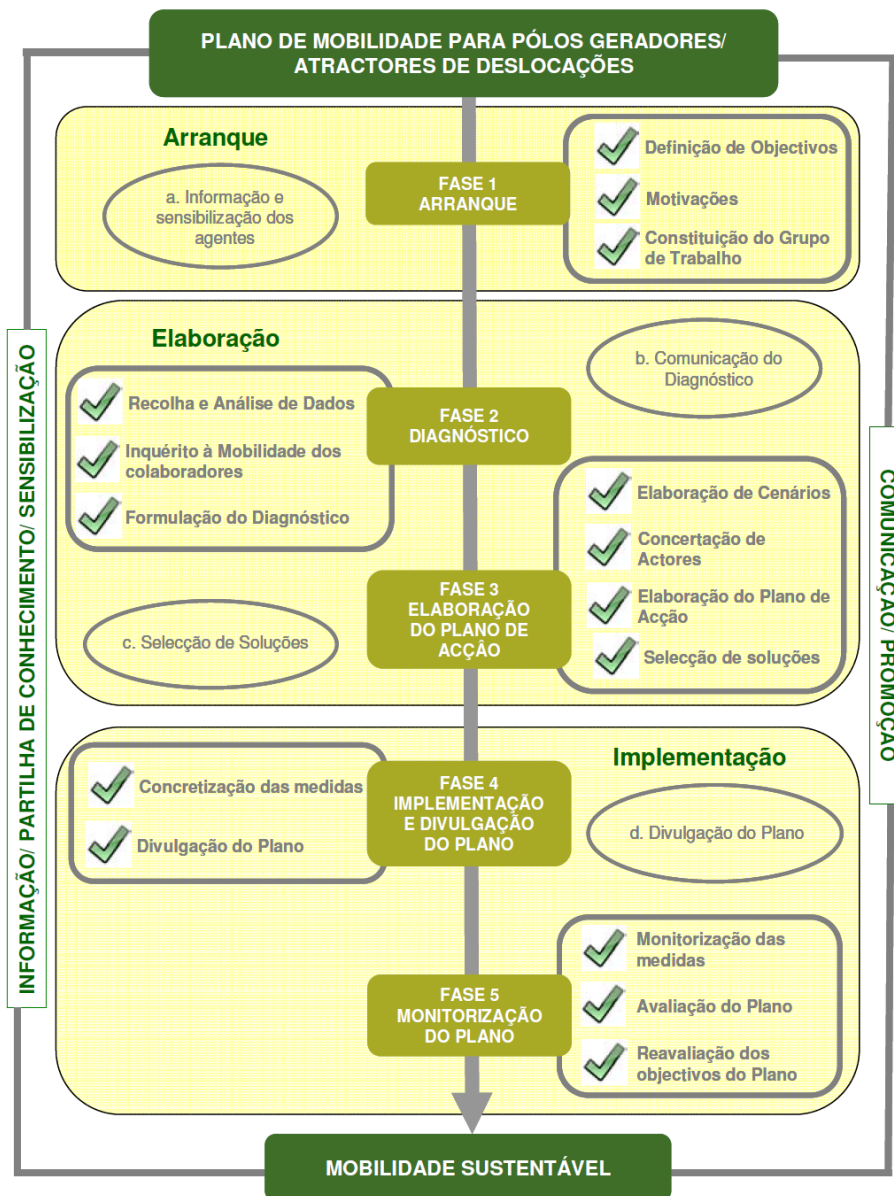 PLANO DE MOBILIDADE PARA PÓLOS GERADORES/
ATRACTORES DE DESLOCAÇÕES
Arranque
a. Informação e
sensibilização dos
agentes
FASE 1
ARRANQUE
Definição de Objectivos
Motivações
Constituição do Grupo
de Trabalho
Elaboração
b. Comunicação do
Diagnóstico
Recolha e Análise de Dados
Inquérito à Mobilidade dos
colaboradores
Formulação do Diagnóstico
FASE 2
DIAGNÓSTICO
Elaboração de Cenários
Concertação de
Actores
Elaboração do Plano de
Acção
Selecção de soluções
FASE 3
ELABORAÇÃO
DO PLANO DE
ACÇÂO
c. Selecção de Soluções
Implementação
Concretização das medidas
Divulgação do Plano
FASE 4
IMPLEMENTAÇÃO
E DIVULGAÇÃO
DO PLANO
d. Divulgação do Plano
FASE 5
MONITORIZAÇÃO
DO PLANO
Monitorização das
medidas
Avaliação do Plano
Reavaliação dos
objectivos do Plano
INFORMAÇÃO/ PARTILHA DE CONHECIMENTO/ SENSIBILIZAÇÃO
COMUNICAÇÃO/ PROMOÇÃO
MOBILIDADE SUSTENTÁVEL